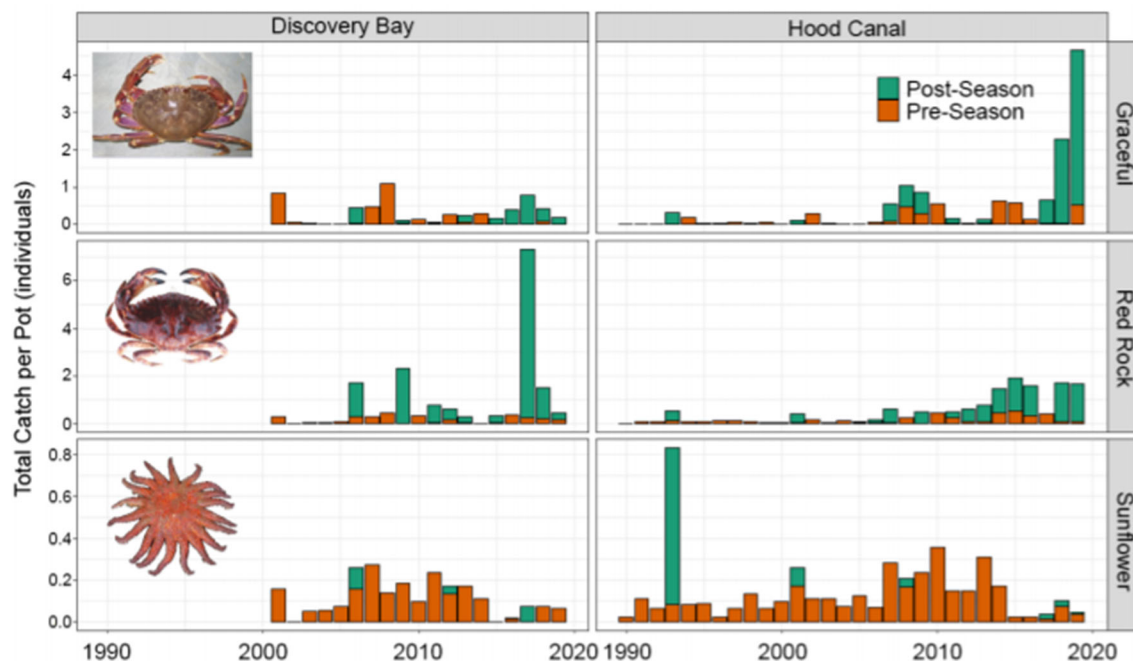 Discovery Bay
Hood Canal
Total Catch per Pot (individuals)
4
3
2
1
0
Post-Season
Pre-Season
Graceful
6
4
2
0
Red Rock
0.8
0.6
0.4
0.2
0.0
Sunflower
1990 2000 2010 2020 1990 2000 2010 2020